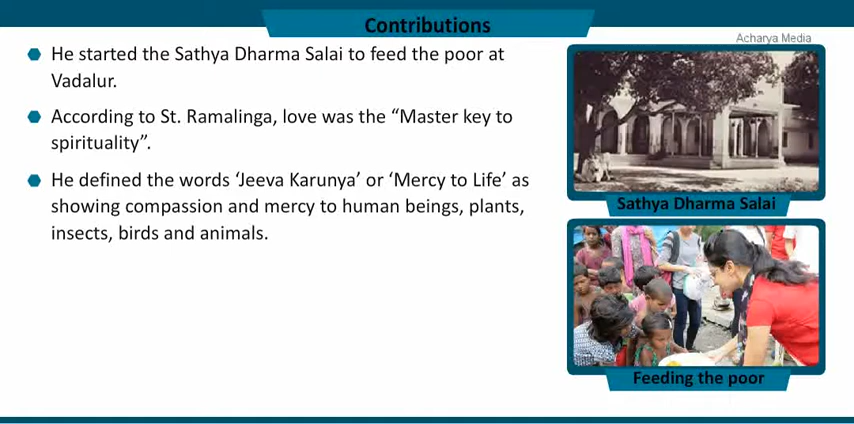 Contributions
Acharya Media
He started the Sathya Dharma Salai to feed the poor at
Vadalur.
According to St. Ramalinga, love was the “Master key to
spirituality”.
He defined the words ‘Jeeva Karunya’ or ‘Mercy to Life’ as
showing compassion and mercy to human beings, plants,
insects, birds and animals.
Sathya Dharma Salai
Feeding the poor